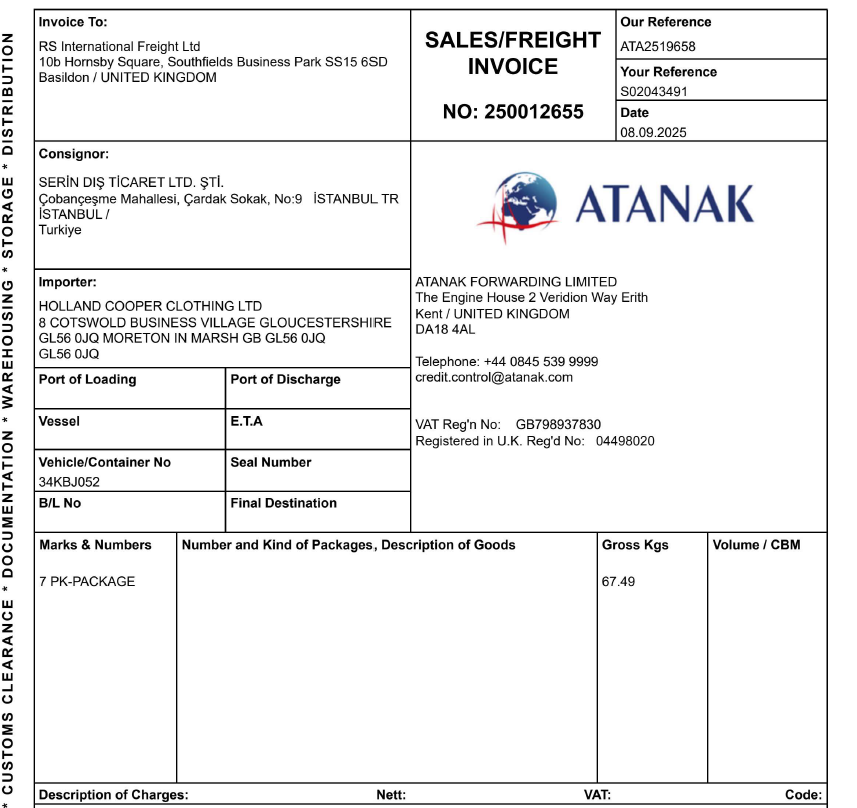 * CUSTOMS CLEARANCE * DOCUMENTATION * WAREHOUSING * STORAGE * DISTRIBUTION
Invoice To:
RS International Freight Ltd
10b Hornsby Square, Southfields Business Park SS15 6SD
Basildon / UNITED KINGDOM
SALES/FREIGHT
INVOICE
NO: 250012655
Our Reference
ATA2519658
Your Reference
S02043491
Date
08.09.2025
Consignor:
SERİN DIŞ TİCARET LTD. ŞTİ.
Çobançeşme Mahallesi, Çardak Sokak, No:9 İSTANBUL TR
İSTANBUL /
Turkiye
ATANAK
Importer:
HOLLAND COOPER CLOTHING LTD
8 COTSWOLD BUSINESS VILLAGE GLOUCESTERSHIRE
GL56 0JQ MORETON IN MARSH GB GL56 0JQ
GL56 0JQ
ATANAK FORWARDING LIMITED
The Engine House 2 Veridion Way Erith
Kent / UNITED KINGDOM
DA18 4AL
Telephone: +44 0845 539 9999
credit.control@atanak.com
VAT Reg'n No: GB798937830
Registered in U.K. Reg'd No: 04498020
Port of Loading
Port of Discharge
Vessel
E.T.A
Vehicle/Container No
34KBJ052
Seal Number
B/L No
Final Destination
Marks & Numbers
Number and Kind of Packages, Description of Goods
Gross Kgs
Volume / CBM
7 PK-PACKAGE
67.49
Description of Charges:
Nett:
VAT:
Code: